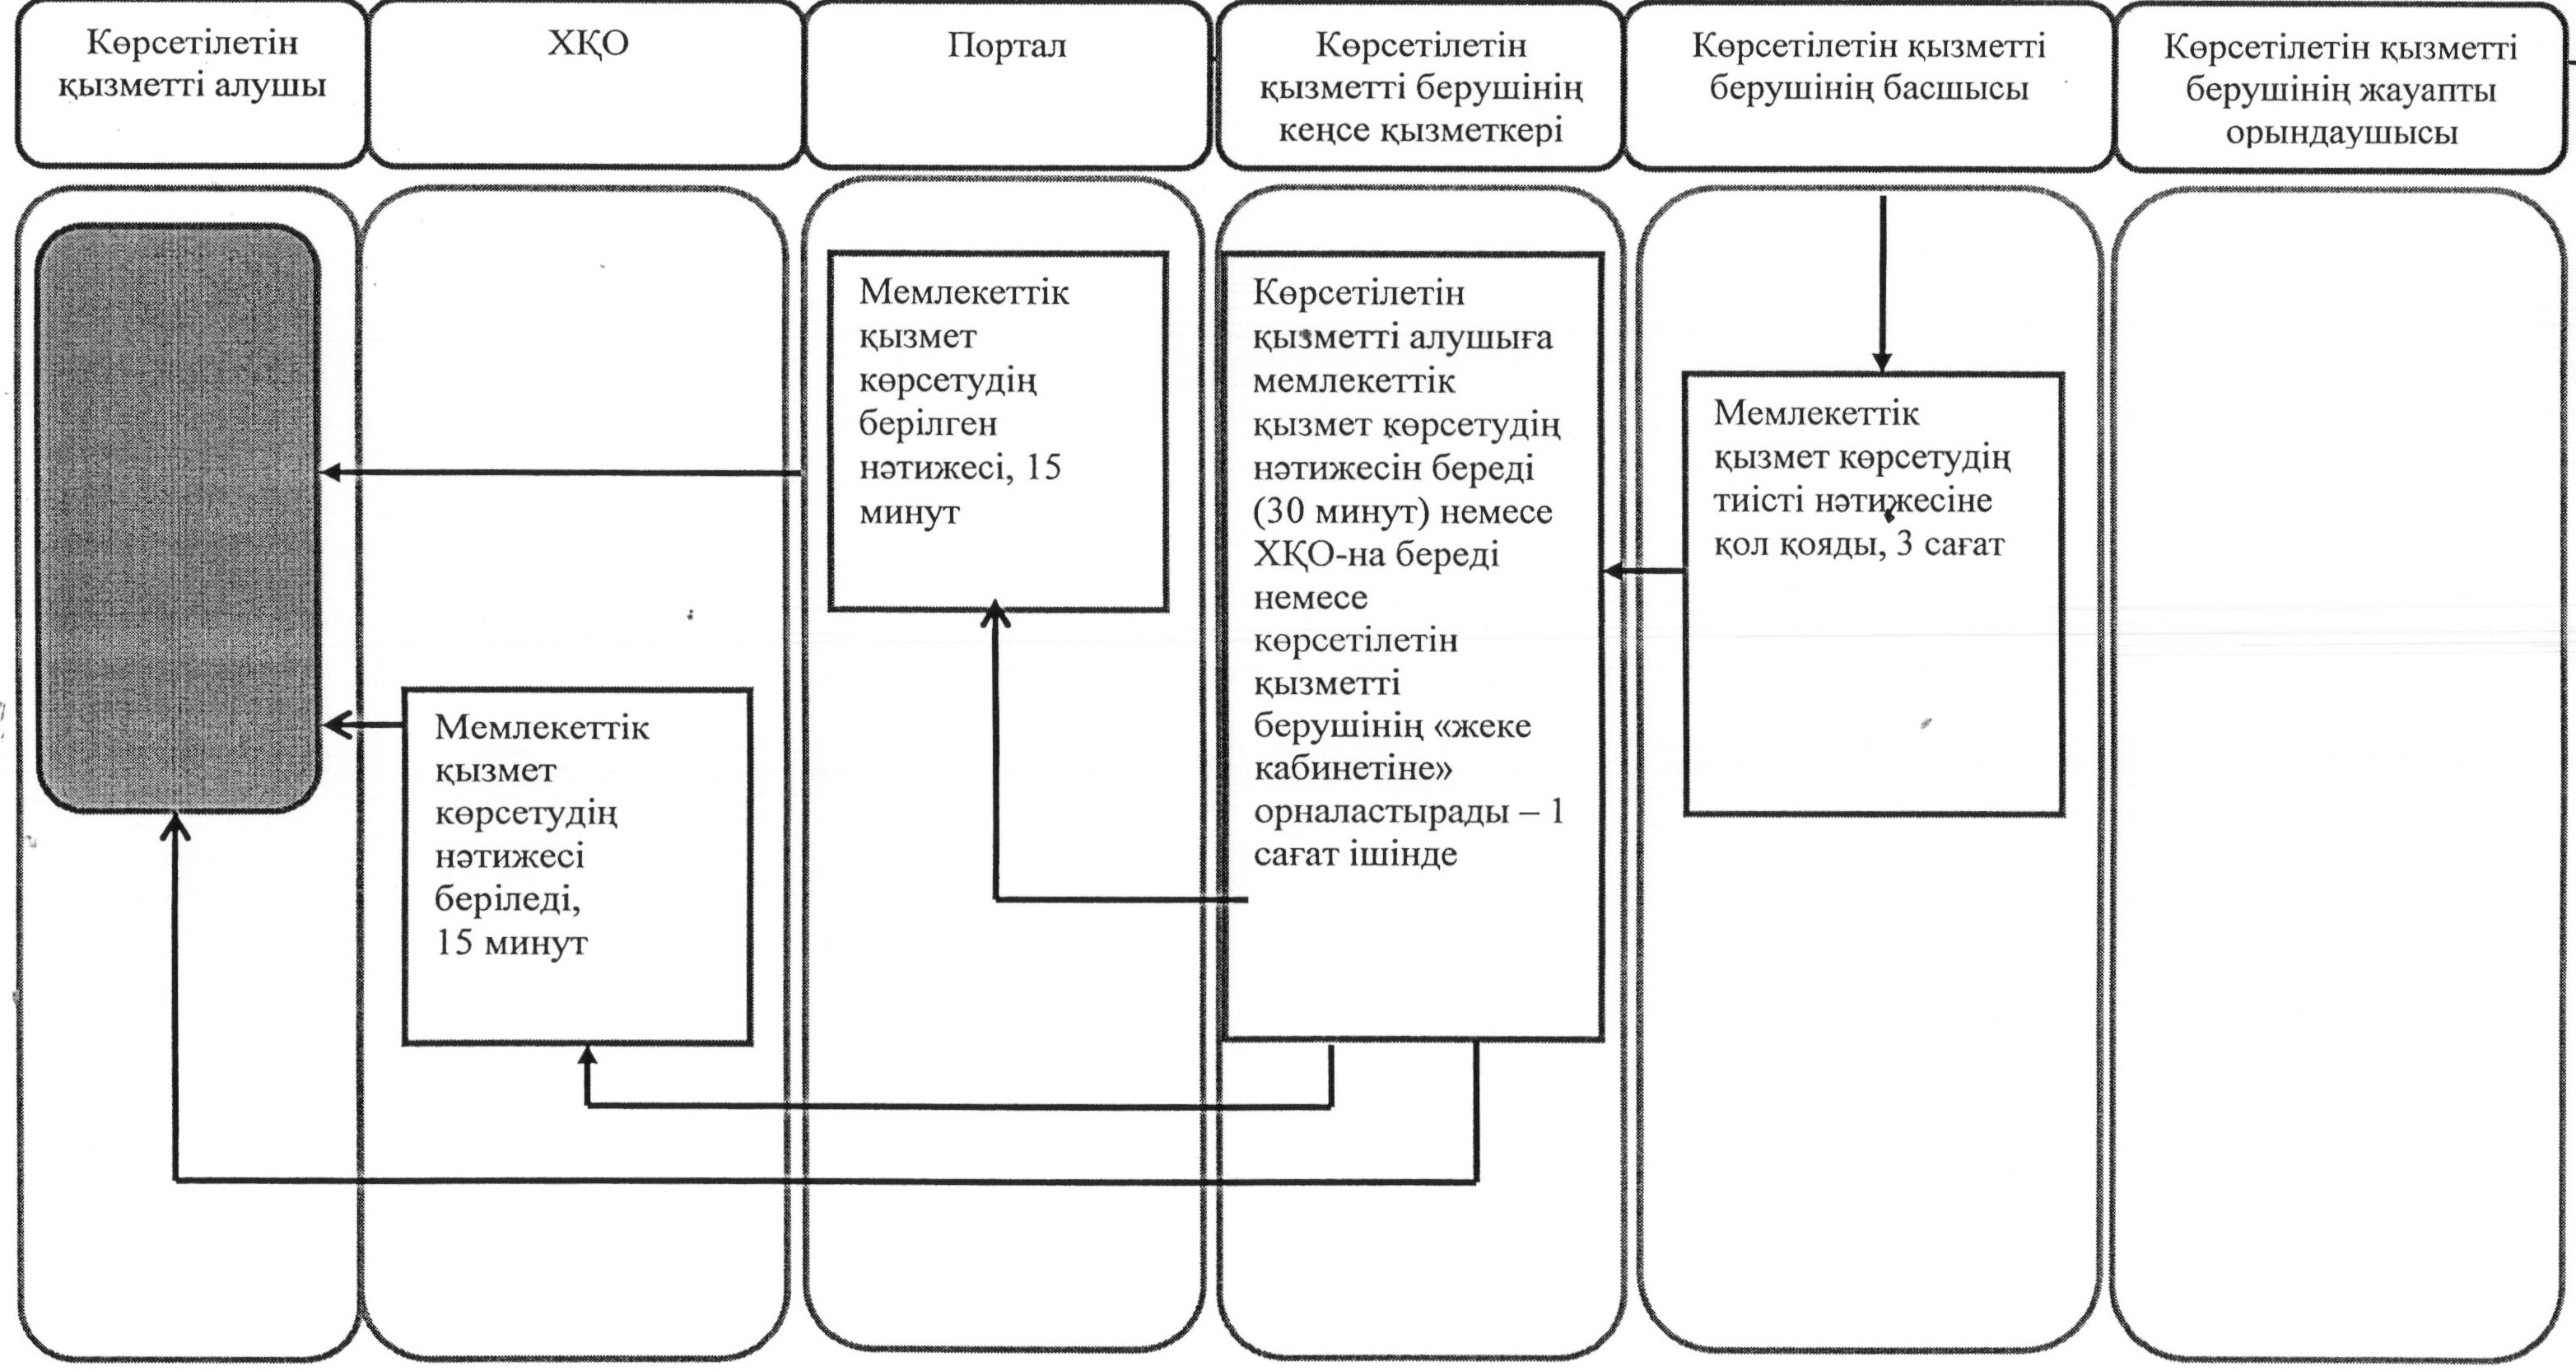 Көрсетілетін
қызметті алушы
ХҚО
Портал
Көрсетілетін
қызметті берушінің
кеңсе қызметкері
Көрсетілетін қызметті
берушінің басшысы
Көрсетілетін қызметті
берушінің жауапты
орындаушысы
Мемлекеттік
қызмет
көрсетудің
нәтижесі
беріледі,
15 минут
Мемлекеттік
қызмет
көрсетудің
берілген
нәтижесі, 15
минут
Көрсетілетін
қызметті алушыға
мемлекеттік
қызмет көрсетудің
нәтижесін береді
(30 минут) немесе
ХҚО-на береді
немесе
көрсетілетін
қызметті
берушінің «жеке
кабинетіне»
орналастырады – 1
сағат ішінде
Мемлекеттік
қызмет көрсетудің
тиісті нәтижесіне
қол қояды, 3 сағат